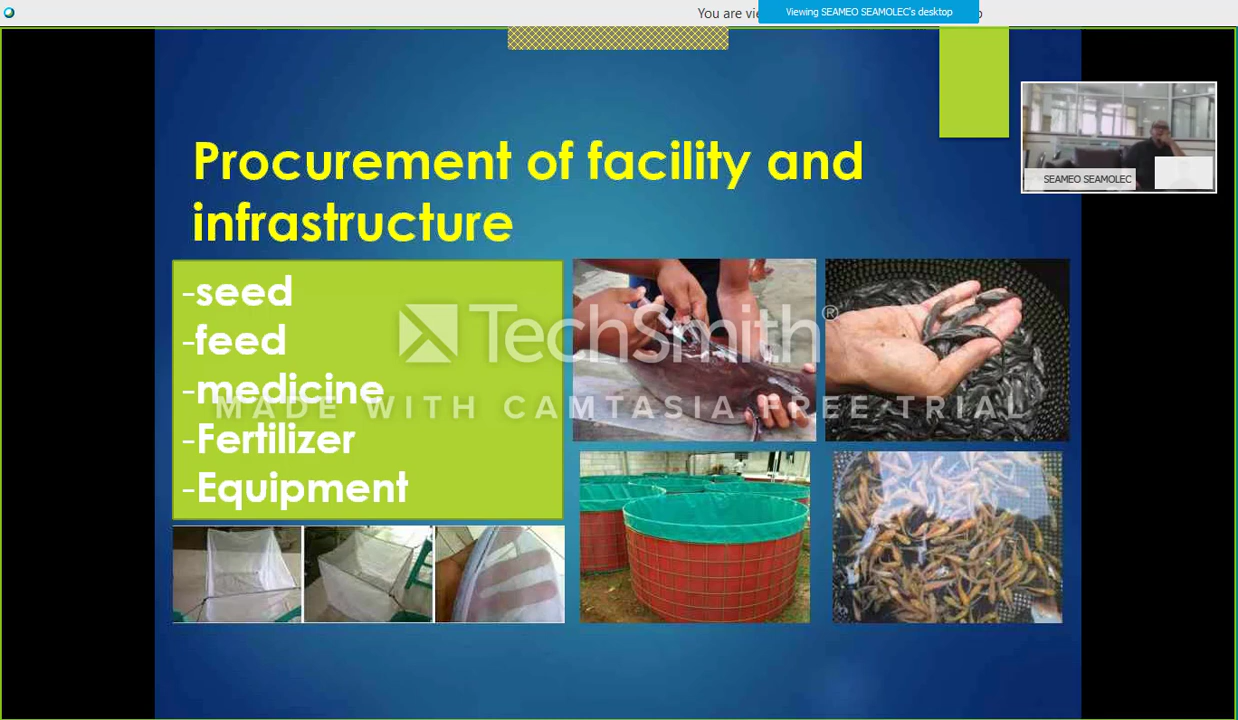 You are vie
Viewing SEAMEO SEAMOLEC's desktop
Procurement of facility and
infrastructure
SEAMEO SEAMOLEC
-seed
-feed
-medicine
-Fertilizer
-Equipment
TechSmith®
MADE WITH CAMTASIA FREE TRIAL